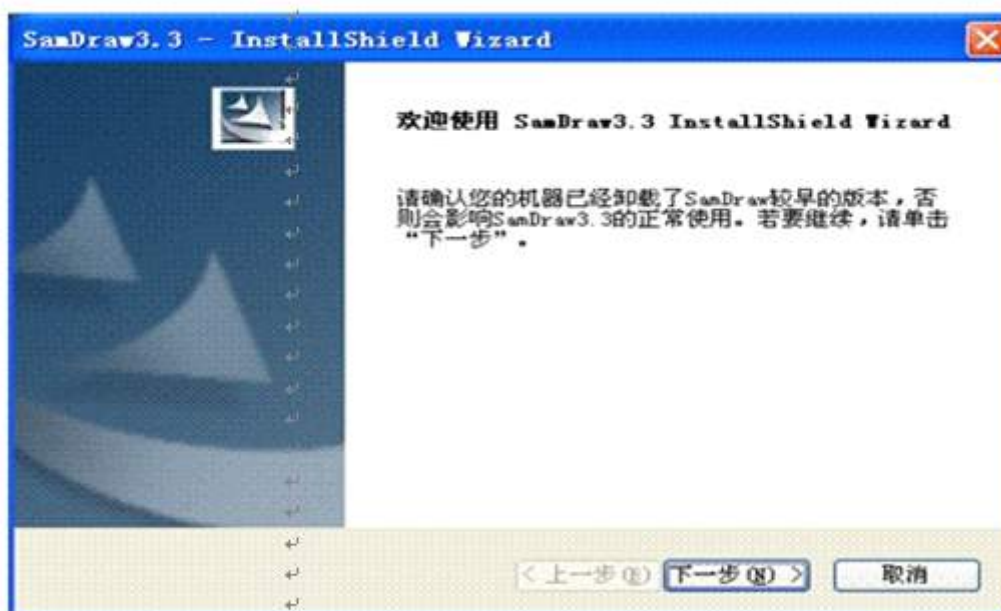 SamDraw3.3 - InstallShield Wizard
欢迎使用 SamDraw3.3 InstallShield Wizard
请确认您的机器已经卸载了SamDraw较早的版本，否
则会影响SamDraw3.3的正常使用。若要继续，请单击
“下一步”。
< 上一步(B) 下一步(N) > 取消